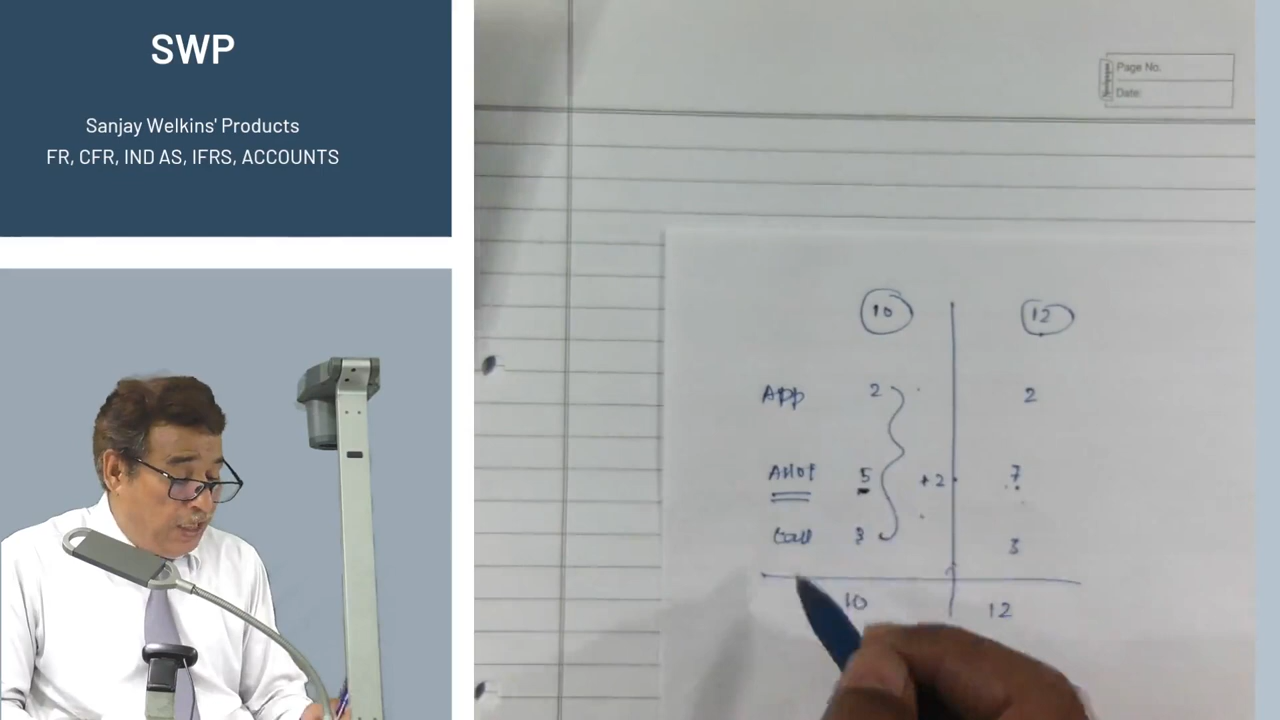 SWP
Sanjay Welkins' Products
FR, CFR, IND AS, IFRS, ACCOUNTS
Page No.
Date:
10 12
App 2 2
Allot 5 +2 7
Call 3 3
10 12